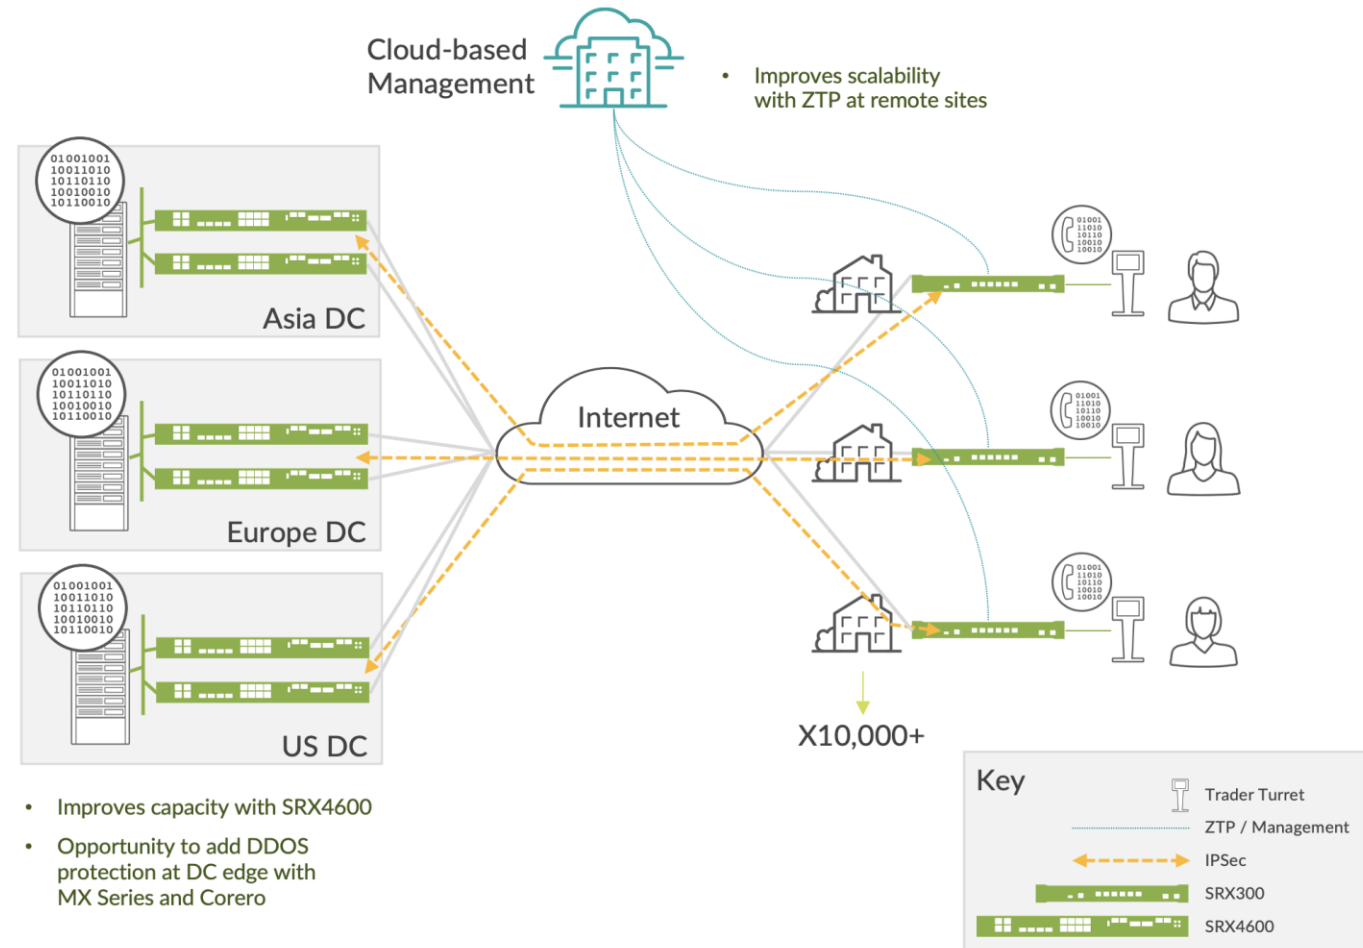 Cloud-based
Management
• Improves scalability
with ZTP at remote sites
01001001
10011010
10110110
10010010
10110010
Asia DC
01001001
10011010
10110110
10010010
10110010
Europe DC
01001001
10011010
10110110
10010010
10110010
US DC
Internet
01001
11010
10110
10010
10010
01001
11010
10110
10010
10010
01001
11010
10110
10010
10010
X10,000+
• Improves capacity with SRX4600
• Opportunity to add DDOS
protection at DC edge with
MX Series and Corero
Key
Trader Turret
ZTP / Management
IPSec
SRX300
SRX4600